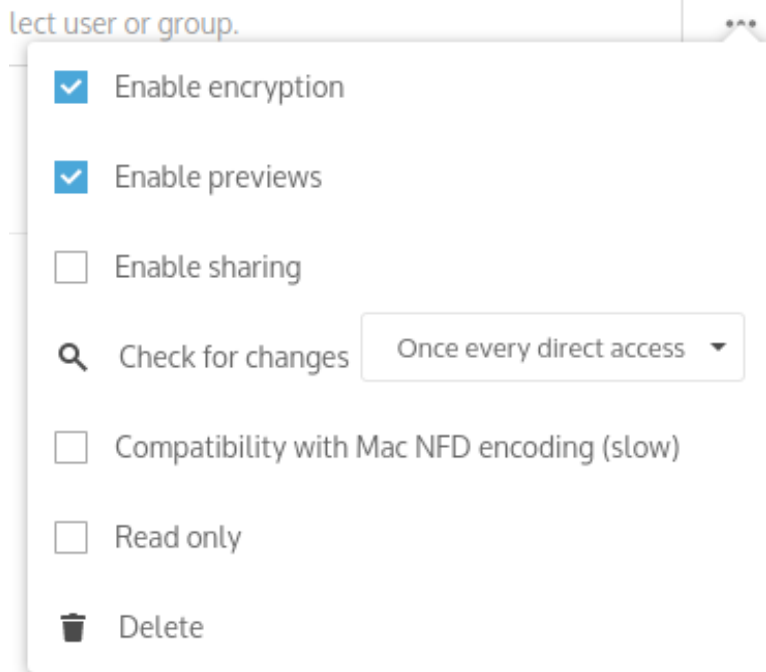 lect user or group.
Enable encryption
Enable previews
Enable sharing
Check for changes Once every direct access
Compatibility with Mac NFD encoding (slow)
Read only
Delete